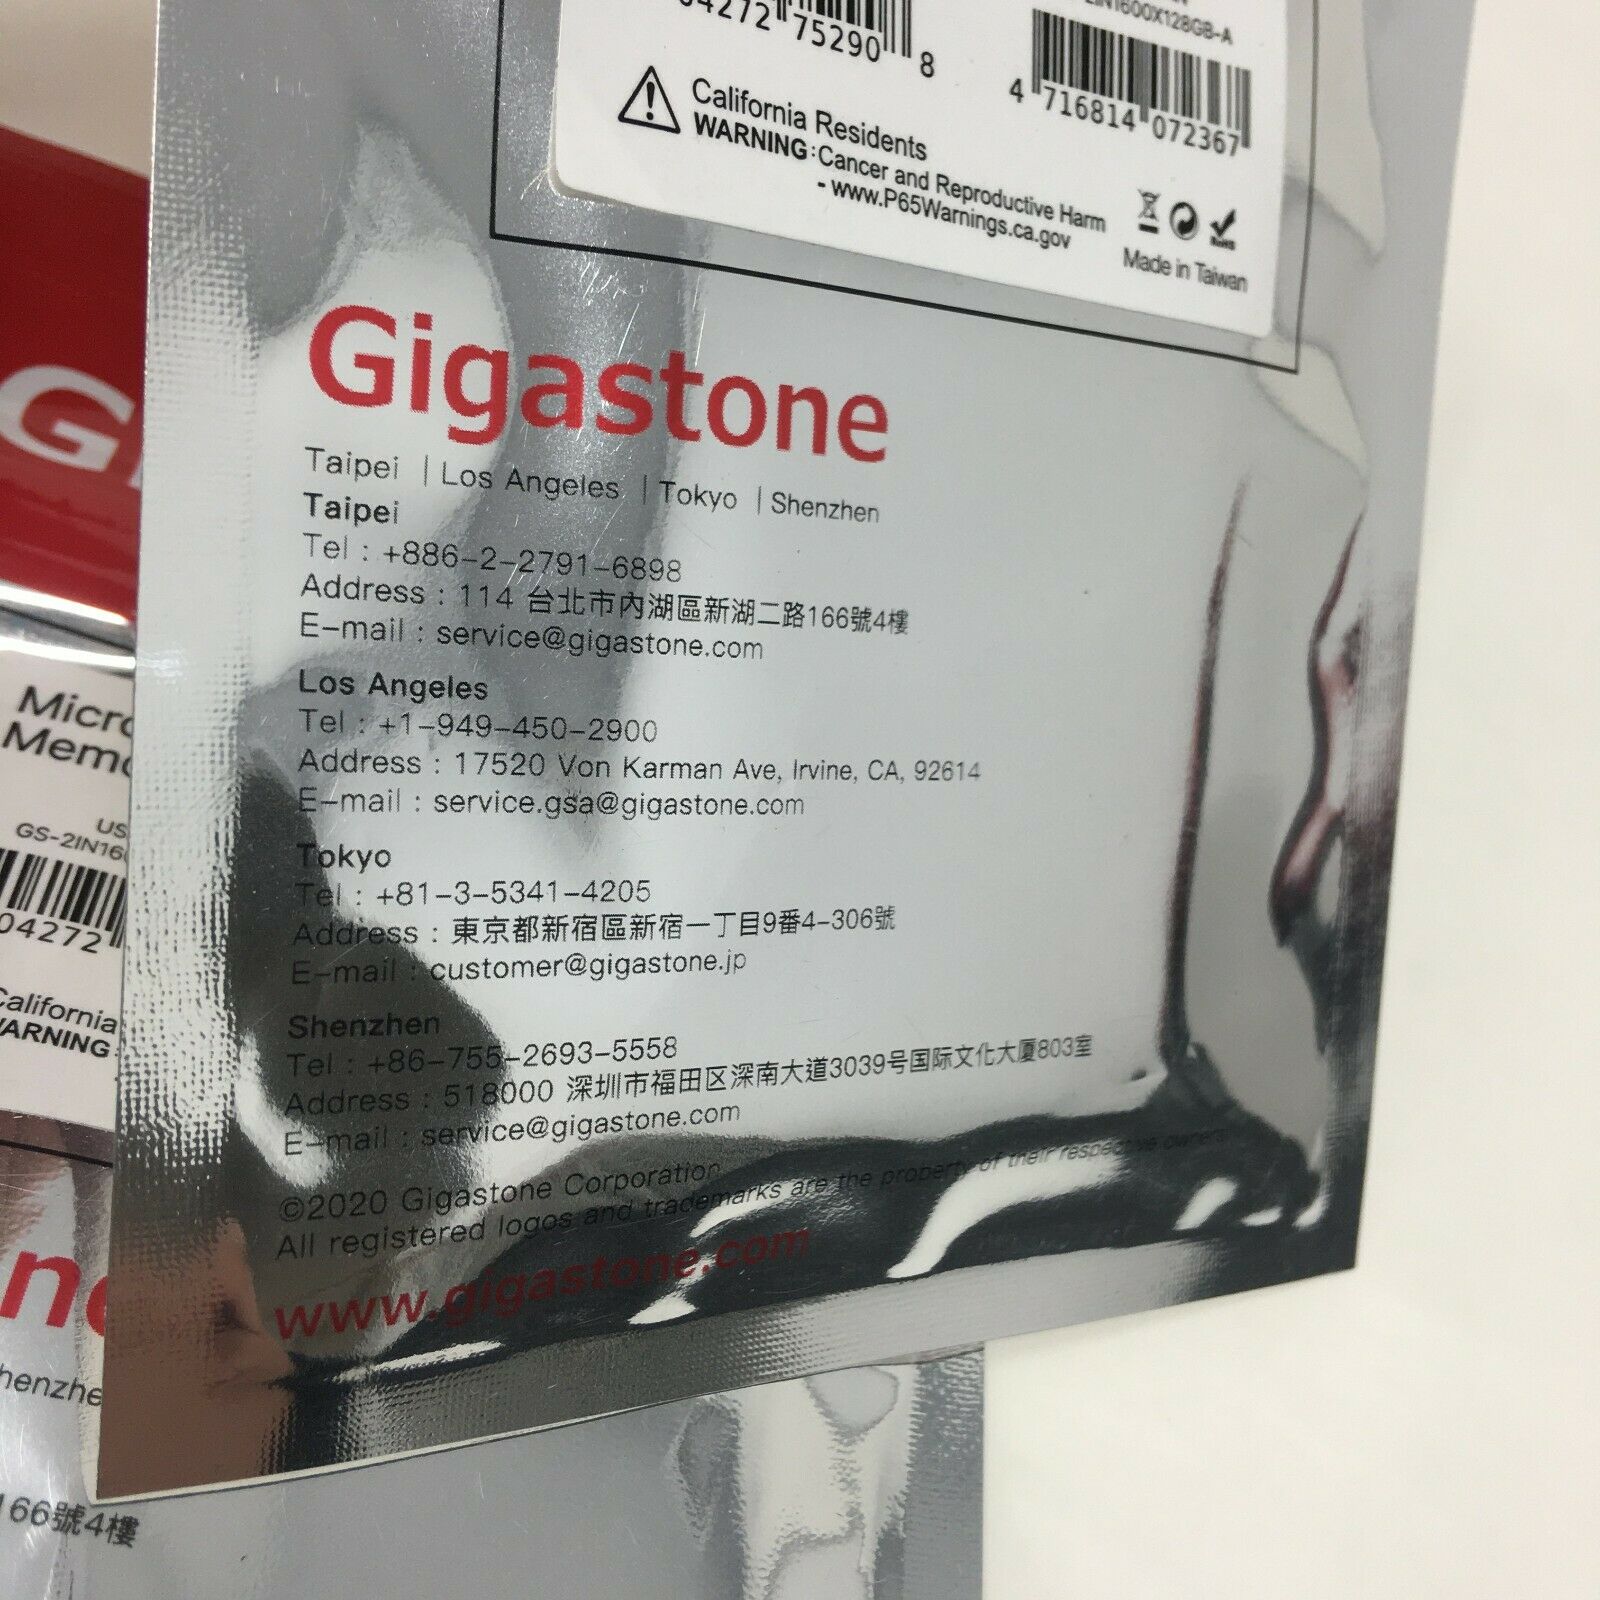 2IN1600X128GB-A
04272 75290 8
4 716814 072367
California Residents
WARNING:Cancer and Reproductive Harm
- www.P65Warnings.ca.gov
RoHS
Made in Taiwan
Gigastone
Taipei | Los Angeles | Tokyo | Shenzhen
Taipei
Tel : +886-2-2791-6898
Address : 114 台北市內湖區新湖二路166號4樓
E-mail : service@gigastone.com
Los Angeles
Tel : +1-949-450-2900
Address : 17520 Von Karman Ave, Irvine, CA, 92614
E-mail : service.gsa@gigastone.com
Tokyo
Tel : +81-3-5341-4205
Address : 東京都新宿區新宿一丁目9番4-306號
E-mail : customer@gigastone.jp
Shenzhen
Tel : +86-755-2693-5558
Address : 518000 深圳市福田区深南大道3039号国际文化大厦803室
E-mail : service@gigastone.com
©2020 Gigastone Corporation
All registered logos and trademarks are the property of their respective owners
www.gigastone.com
Gi
Micro
Memo
US
GS-2IN160
04272
California
WARNING
ne
henzhe
166號4樓